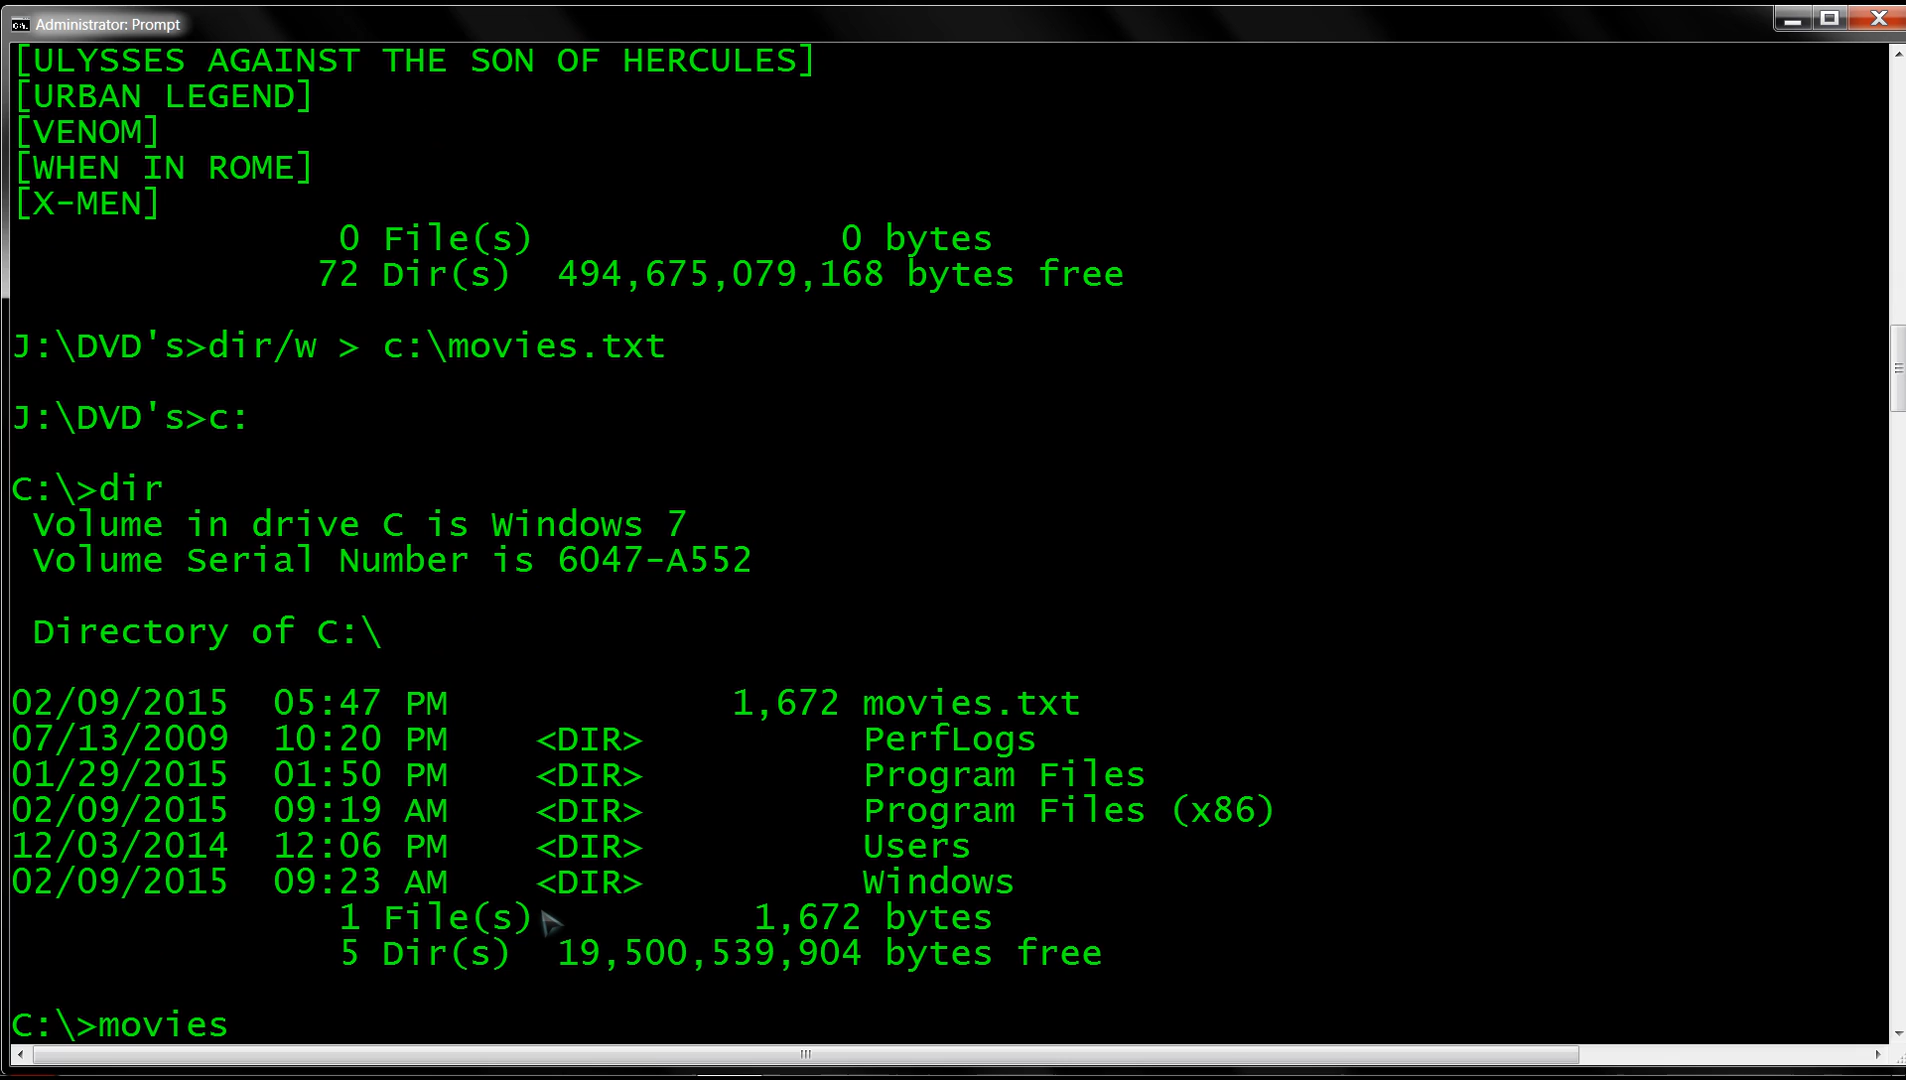 Administrator: Prompt
[ULYSSES AGAINST THE SON OF HERCULES]
[URBAN LEGEND]
[VENOM]
[WHEN IN ROME]
[X-MEN]
0 File(s) 0 bytes
72 Dir(s) 494,675,079,168 bytes free
J:\DVD's>dir/w > c:\movies.txt
J:\DVD's>c:
C:\>dir
Volume in drive C is Windows 7
Volume Serial Number is 6047-A552
Directory of C:\
02/09/2015 05:47 PM 1,672 movies.txt
07/13/2009 10:20 PM <DIR> PerfLogs
01/29/2015 01:50 PM <DIR> Program Files
02/09/2015 09:19 AM <DIR> Program Files (x86)
12/03/2014 12:06 PM <DIR> Users
02/09/2015 09:23 AM <DIR> Windows
1 File(s) 1,672 bytes
5 Dir(s) 19,500,539,904 bytes free
C:\>movies